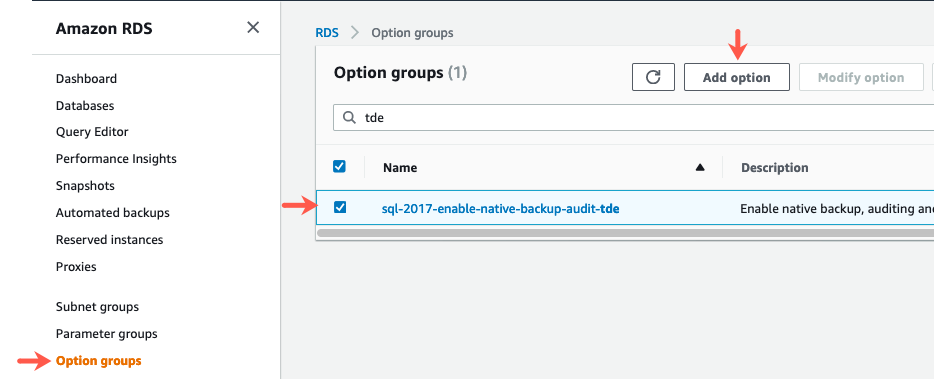 Amazon RDS
Dashboard
Databases
Query Editor
Performance Insights
Snapshots
Automated backups
Reserved instances
Proxies
Subnet groups
Parameter groups
Option groups
RDS > Option groups
Option groups (1)
Add option
Modify option
tde
Name
Description
sql-2017-enable-native-backup-audit-tde
Enable native backup, auditing an